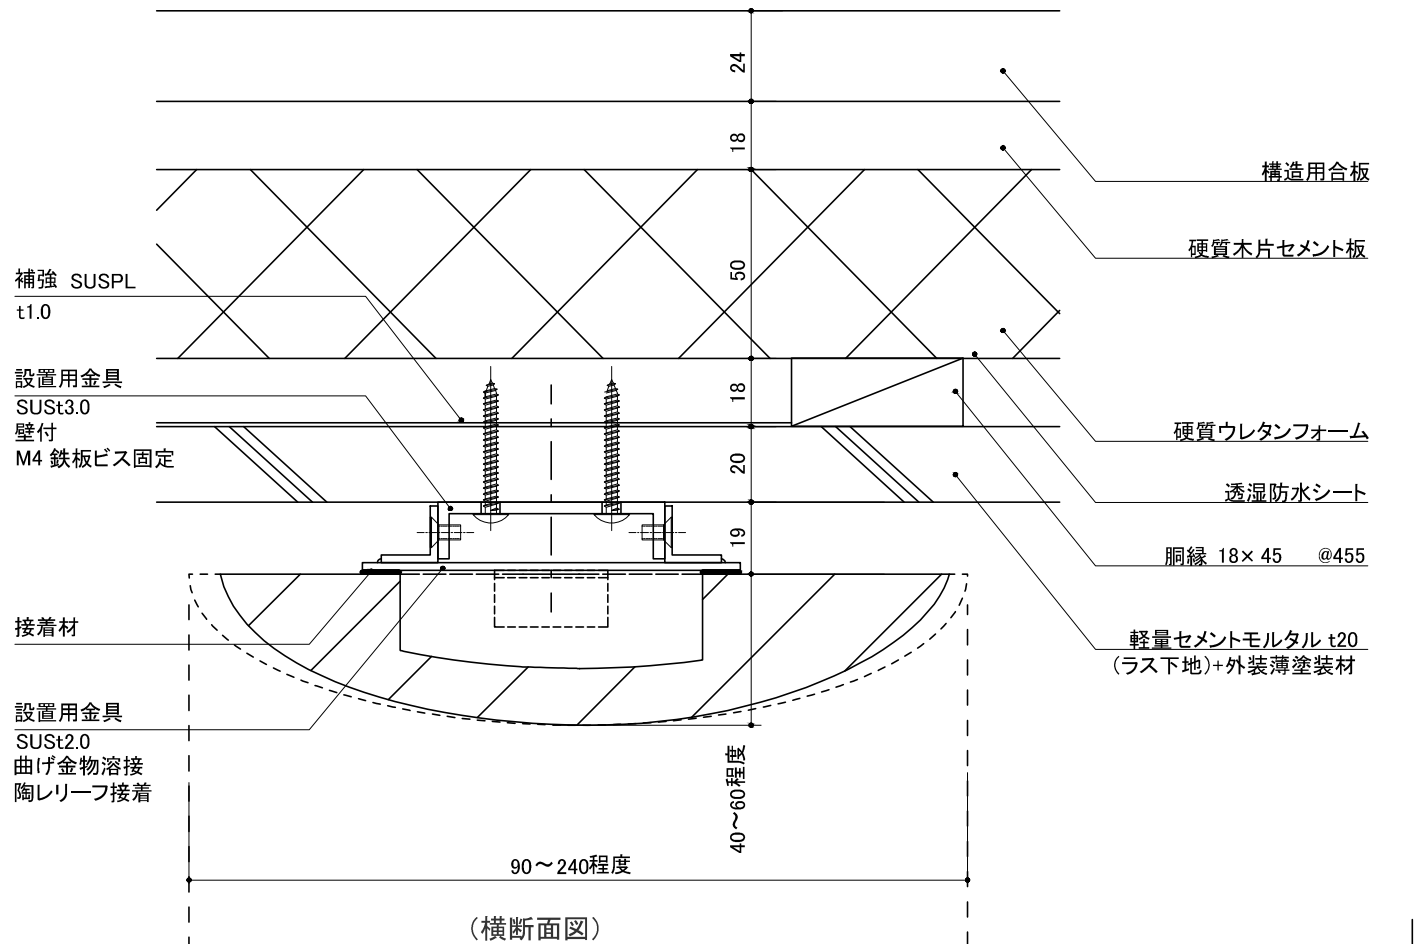 24
18
50
18
20
19
40～60程度
90～240程度
補強 SUSPL
t1.0
設置用金具
SUSt3.0
壁付
M4 鉄板ビス固定
接着材
設置用金具
SUSt2.0
曲げ金物溶接
陶レリーフ接着
構造用合板
硬質木片セメント板
硬質ウレタンフォーム
透湿防水シート
胴縁 18×45 @455
軽量セメントモルタル t20
（ラス下地）+外装薄塗装材
（横断面図）